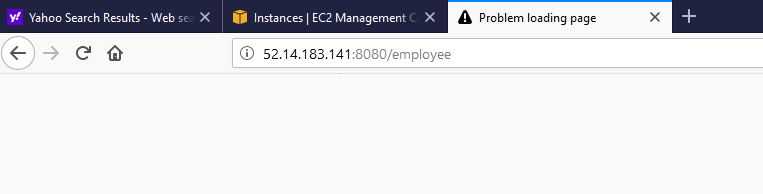 Yahoo Search Results - Web sea
Instances | EC2 Management C
Problem loading page
52.14.183.141:8080/employee